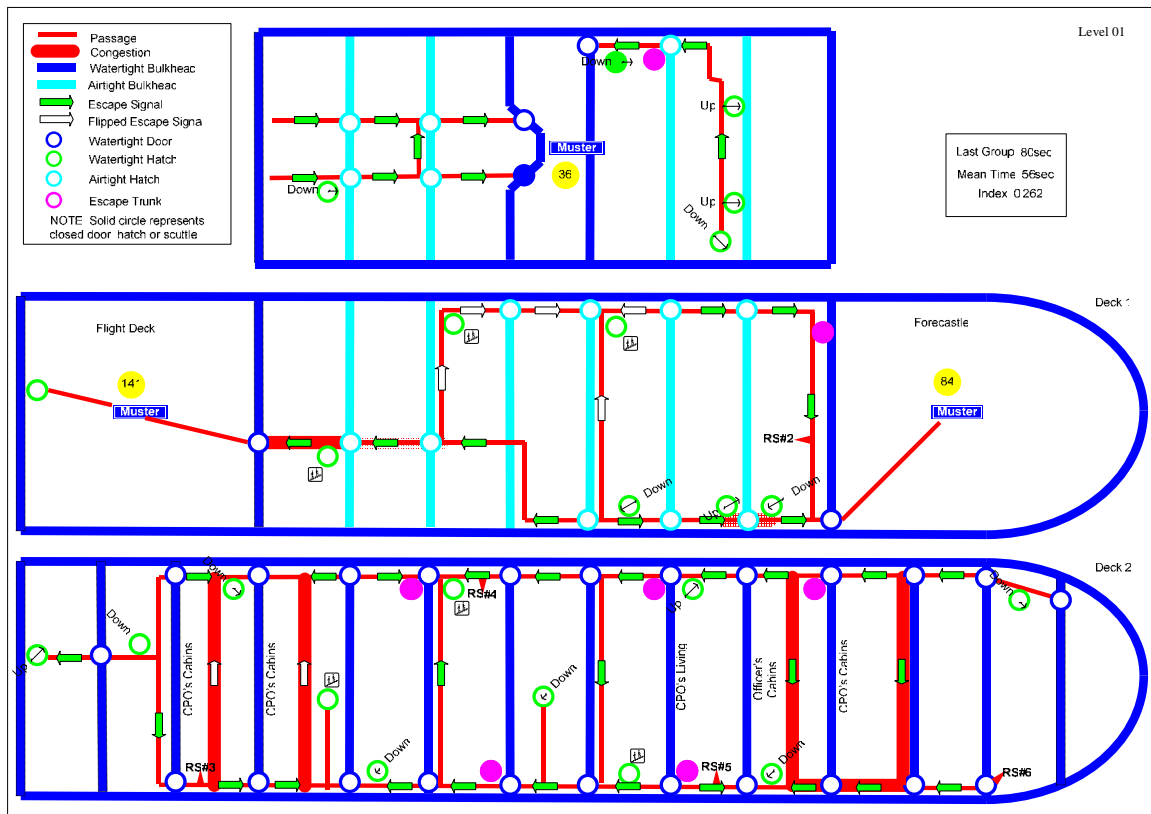 Level 01
Passage
Congestion
Watertight Bulkheac
Airtight Bulkheac
Escape Signal
Flipped Escape Signa
Watertight Door
Watertight Hatch
Airtight Hatch
Escape Trunk
NOTE Solid circle represents
closed door hatch or scuttle
Down
Up
Muster
36
Down
Up
Down
Last Group 80sec
Mean Time 56sec
Index 0 262
Deck 1
Flight Deck
Forecastle
141
Muster
84
Muster
RS#2
Down
Up
Down
Deck 2
Down
RS#4
Up
Down
Down
Up
CPO's Cabins
CPO's Cabins
Down
CPO's Living
Officer's
Cabins
CPO's Cabins
RS#3
Down
RS#5
Down
RS#6